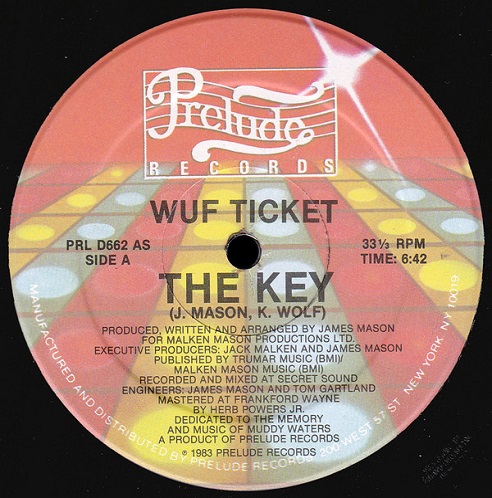 Prelude
RECORDS
WUF TICKET
PRL D662 AS
SIDE A
33⅓ RPM
TIME: 6:42
THE KEY
(J. MASON, K. WOLF)
PRODUCED, WRITTEN AND ARRANGED BY JAMES MASON
FOR MALKEN MASON PRODUCTIONS LTD.
EXECUTIVE PRODUCERS: JACK MALKEN AND JAMES MASON
PUBLISHED BY TRUMAR MUSIC (BMI)/
MALKEN MASON MUSIC (BMI)
RECORDED AND MIXED AT SECRET SOUND
ENGINEERS: JAMES MASON AND TOM GARTLAND
MASTERED AT FRANKFORD WAYNE
BY HERB POWERS JR.
DEDICATED TO THE MEMORY
AND MUSIC OF MUDDY WATERS
A PRODUCT OF PRELUDE RECORDS
℗ 1983 PRELUDE RECORDS
MANUFACTURED AND DISTRIBUTED BY PRELUDE RECORDS, 200 WEST 57 ST. NEW YORK, NY 10019